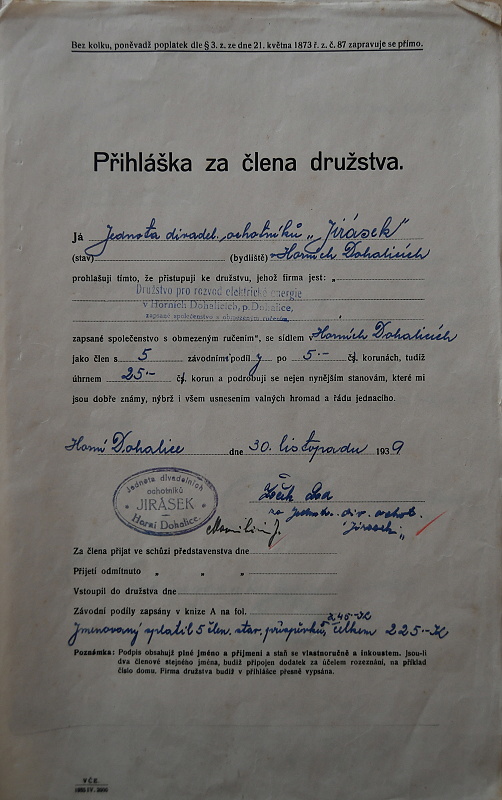 Bez kolku, poněvadž poplatek dle § 3. z. ze dne 21. května 1873 ř. z. č. 87 zapravuje se přímo.
Přihláška za člena družstva.
Já Jednota divadel. ochotníků „Jirásek"
(stav) (bydliště) v Horních Dohalicích
prohlašuji tímto, že přistupuji ke družstvu, jehož firma jest: „
Družstvo pro rozvod elektrické energie
v Horních Dohalicích, p. Dohalice,
zapsané společenstvo s obmezeným ručením,
zapsané společenstvo s obmezeným ručením", se sídlem v Horních Dohalicích
jako člen s 5 závodními podíly po 5·- čs. korunách, tudíž
úhrnem 25·- čs. korun a podrobuji se nejen nynějším stanovám, které mi
jsou dobře známy, nýbrž i všem usnesením valných hromad a řádu jednacího.
Horní Dohalice dne 30. listopadu 1939
Jednota divadelních
ochotníků
JIRÁSEK
Horní Dohalice.
za Jednot. div. ochot.
"Jirásek"
Za člena přijat ve schůzi představenstva dne
Přijetí odmítnuto „ „ „
Vstoupil do družstva dne
Závodní podíly zapsány v knize A na fol.
à 45·-K
Jmenovaný splatil 5 člen. star. příspěvků, celkem 225·-K
Poznámka: Podpis obsahuj plné jméno a příjmení a staň se vlastnoručně a inkoustem. jsou-li
dva členové stejného jména, budiž připojen dodatek za účelem rozeznání, na příklad
číslo domu. Firma družstva budiž v přihlášce přesně vypsána.
VČE.